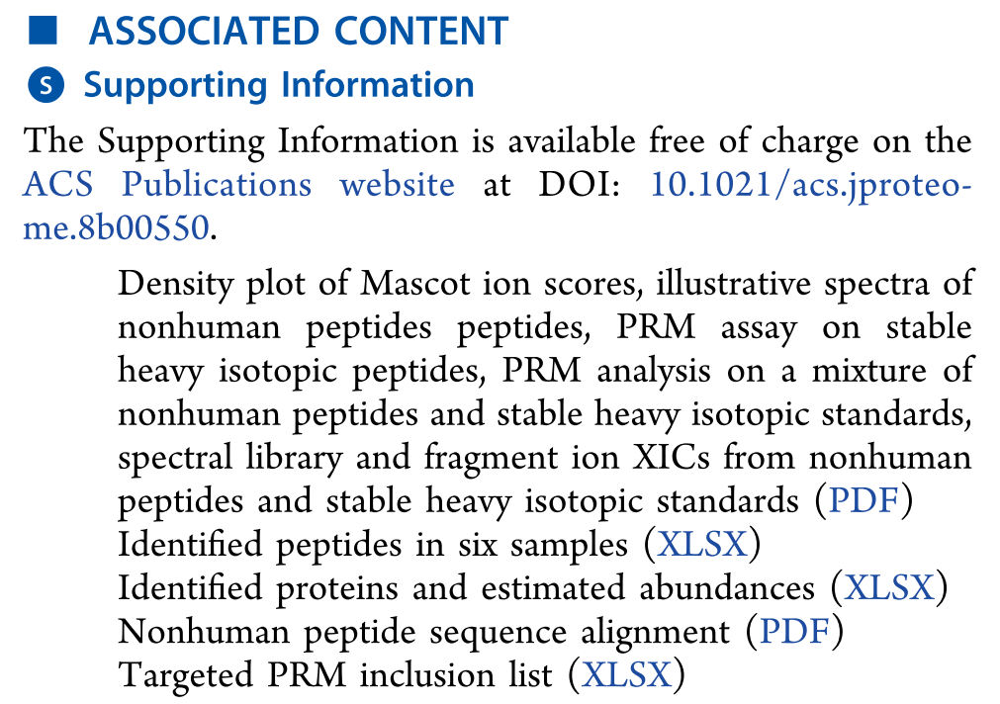 ■ ASSOCIATED CONTENT
S Supporting Information
The Supporting Information is available free of charge on the
ACS Publications website at DOI: 10.1021/acs.jproteo-
me.8b00550.
Density plot of Mascot ion scores, illustrative spectra of
nonhuman peptides peptides, PRM assay on stable
heavy isotopic peptides, PRM analysis on a mixture of
nonhuman peptides and stable heavy isotopic standards,
spectral library and fragment ion XICs from nonhuman
peptides and stable heavy isotopic standards (PDF)
Identified peptides in six samples (XLSX)
Identified proteins and estimated abundances (XLSX)
Nonhuman peptide sequence alignment (PDF)
Targeted PRM inclusion list (XLSX)